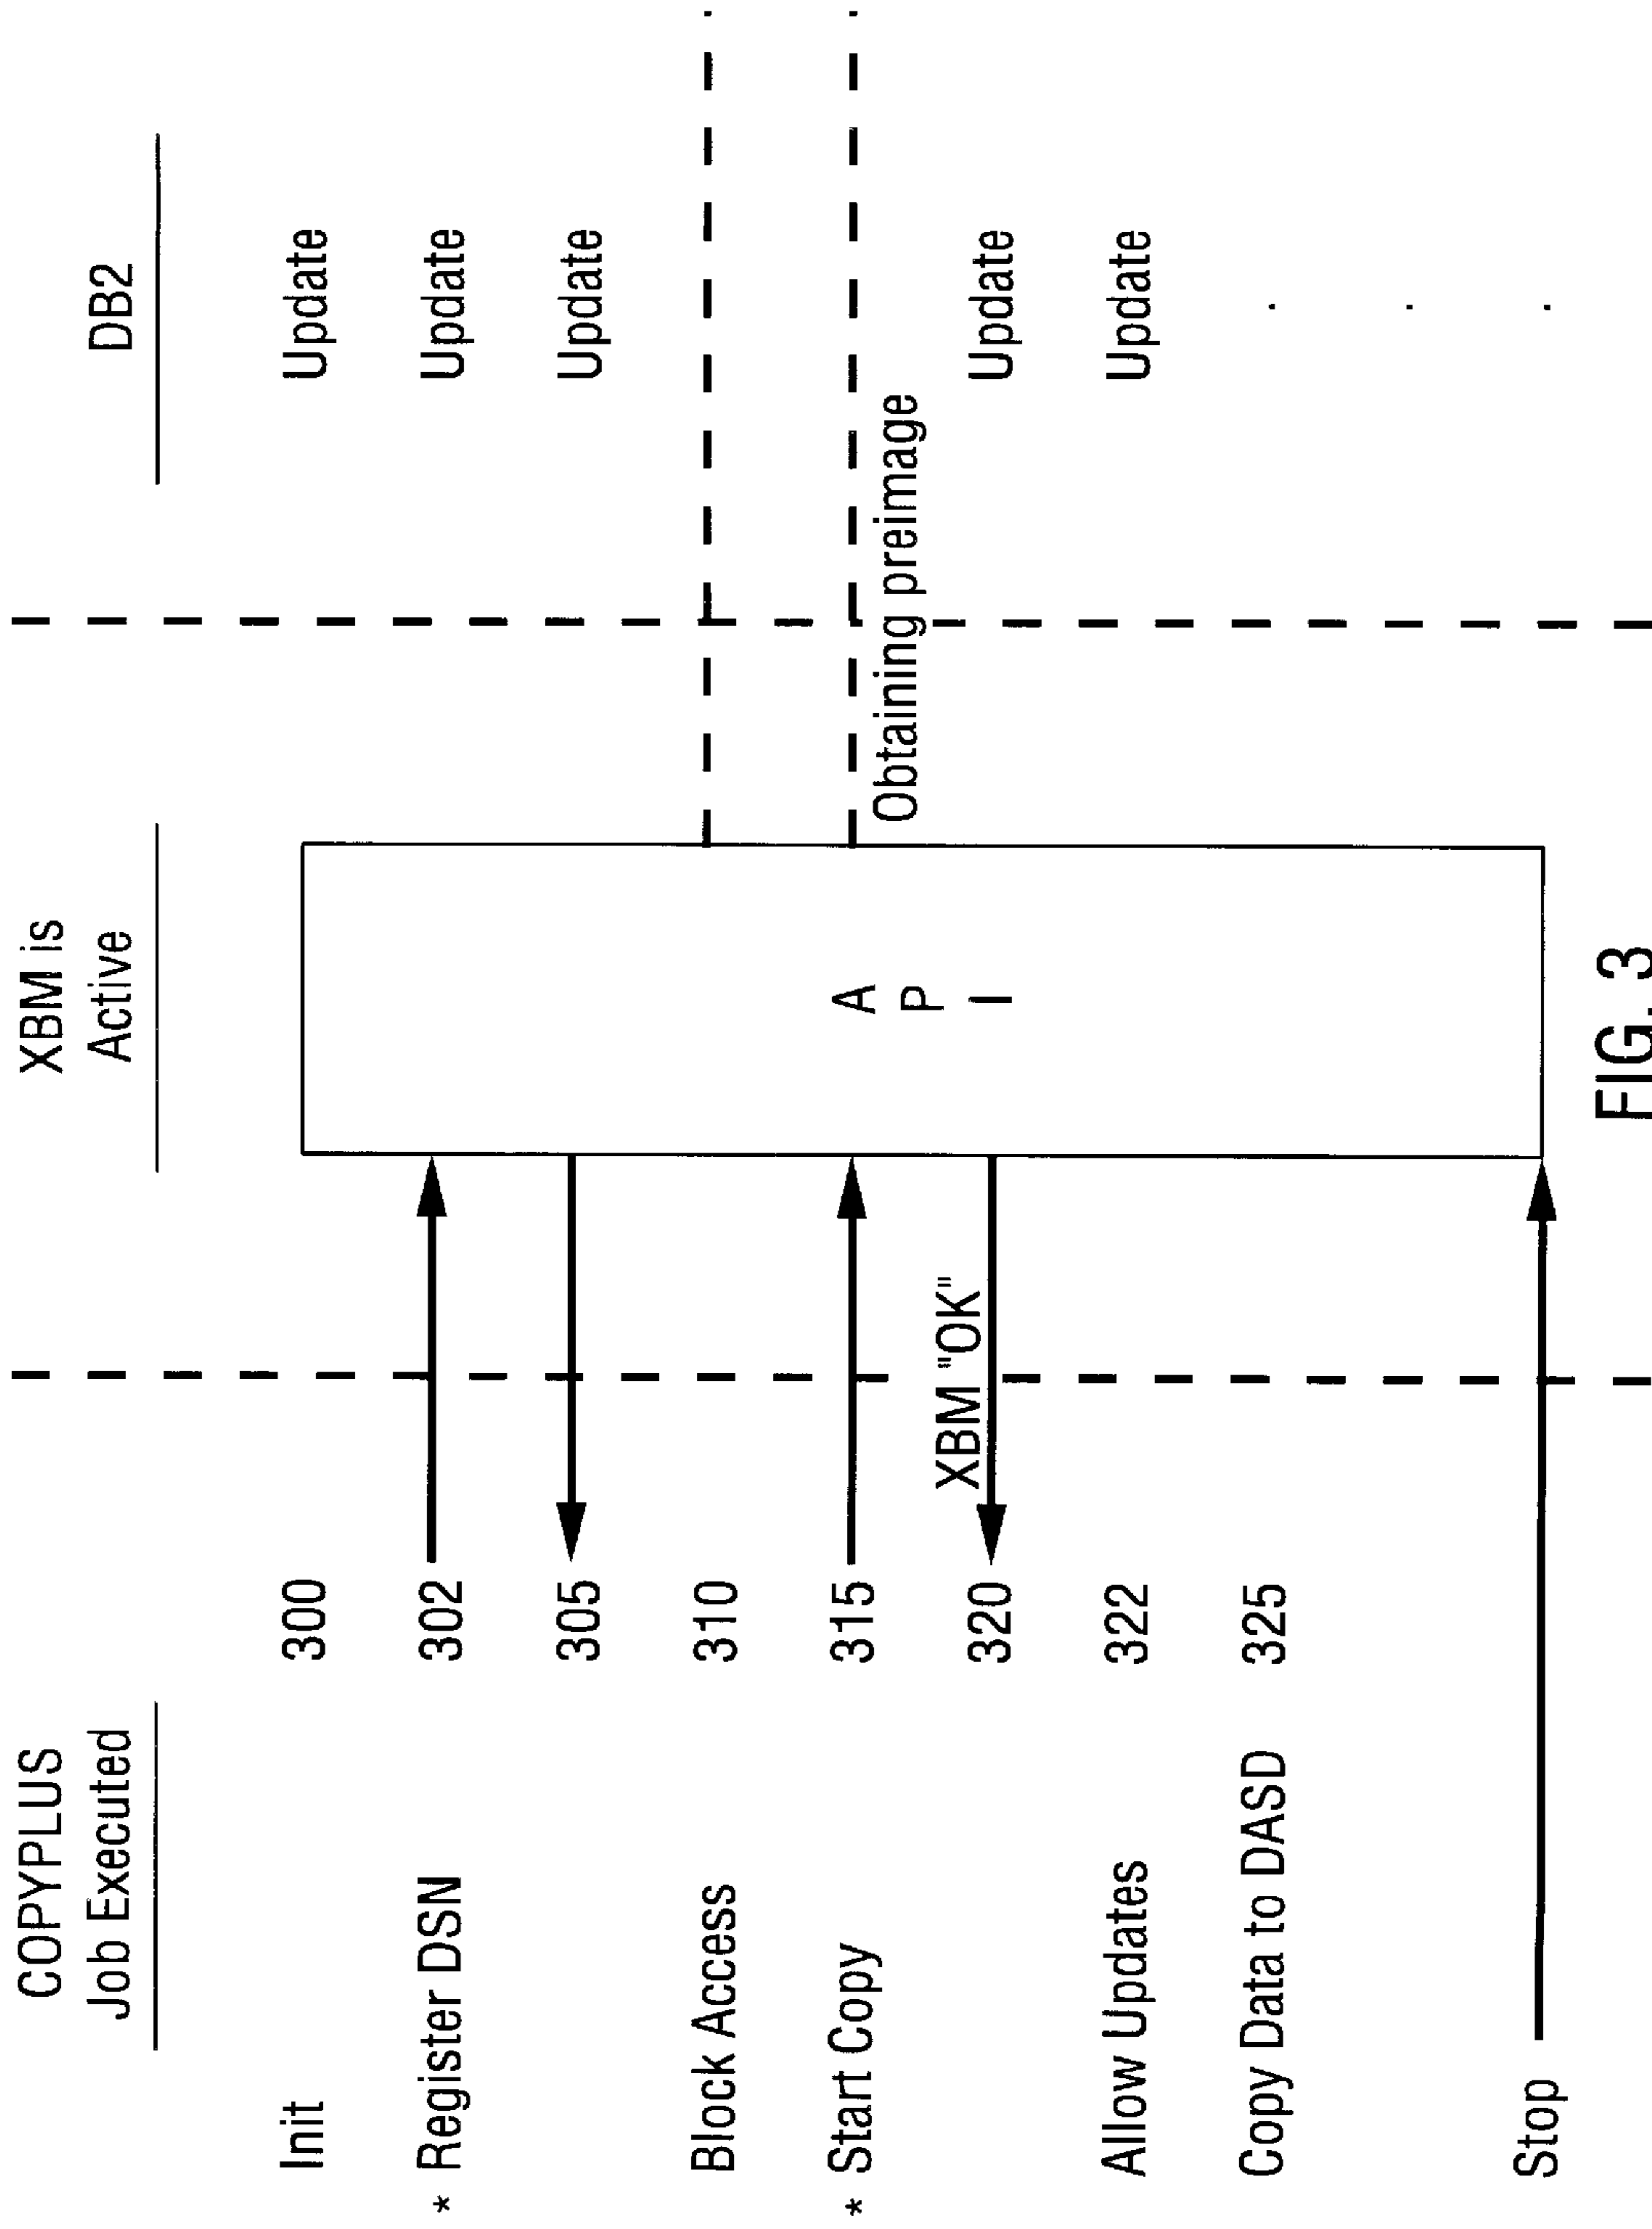 COPYPLUS
Job Executed
XBM is
Active
DB2
Init 300 Update
* Register DSN 302 Update
305 Update
Block Access 310
* Start Copy 315
A
P
I
Obtaining preimage
XBM "OK"
320 Update
Allow Updates 322 Update
Copy Data to DASD 325
Stop
FIG. 3